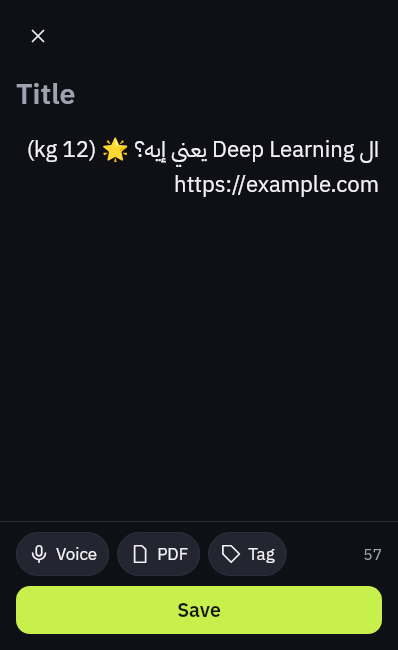 Title
ال Deep Learning يعني إيه؟ 🌟 (12 kg)
https://example.com
Voice
PDF
Tag
57
Save